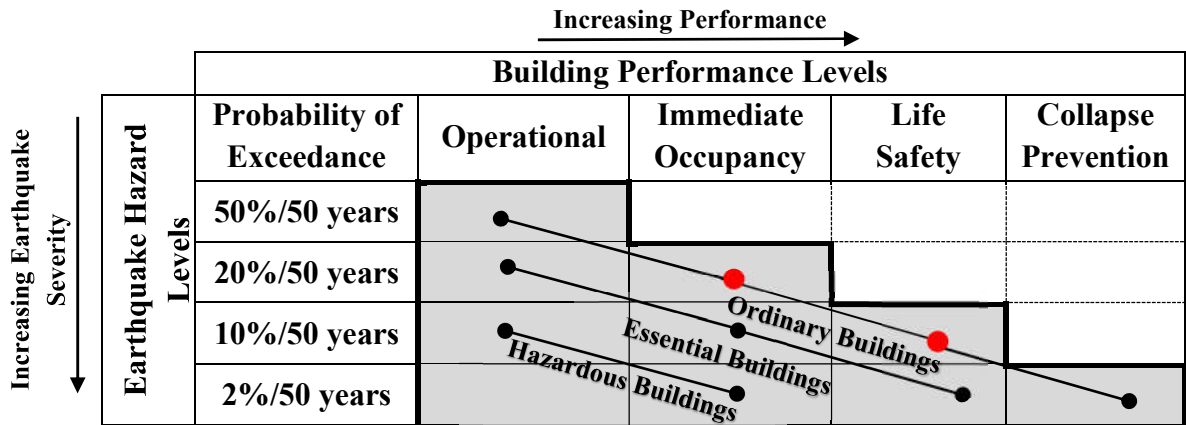 Increasing Performance
Building Performance Levels
Increasing Earthquake
Severity
Earthquake Hazard
Levels
Probability of
Exceedance
Operational
Immediate
Occupancy
Life
Safety
Collapse
Prevention
50%/50 years
20%/50 years
10%/50 years
2%/50 years
Ordinary Buildings
Essential Buildings
Hazardous Buildings